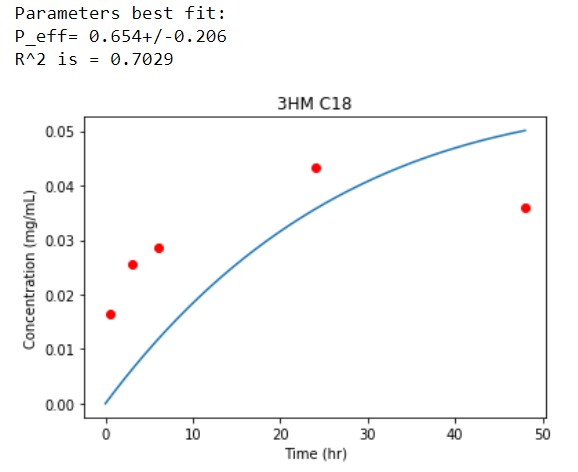 Parameters best fit:
P_eff= 0.654+/-0.206
R^2 is = 0.7029
3HM C18
0.05
0.04
0.03
0.02
0.01
0.00
Concentration (mg/mL)
0 10 20 30 40 50
Time (hr)